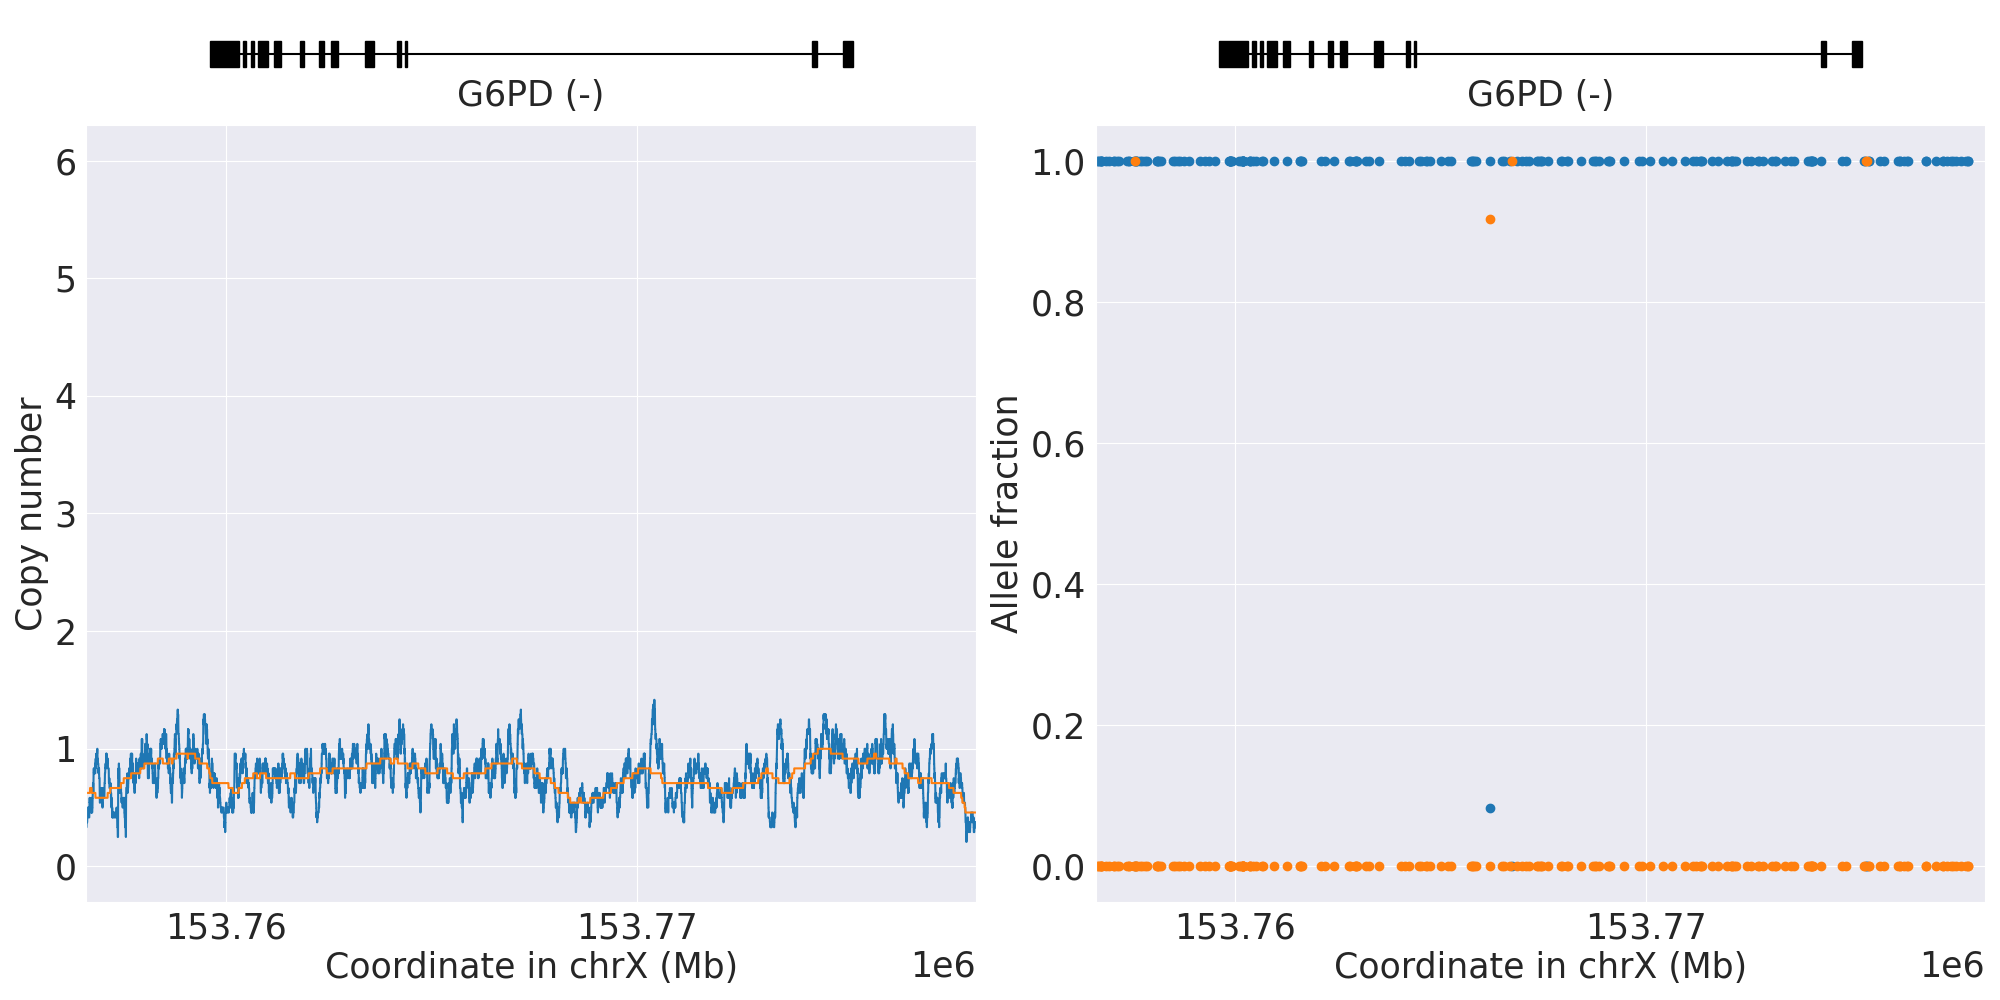 G6PD (-)
6
5
4
3
2
1
0
Copy number
153.76
153.77
Coordinate in chrX (Mb)
1e6
G6PD (-)
1.0
0.8
0.6
0.4
0.2
0.0
Allele fraction
153.76
153.77
Coordinate in chrX (Mb)
1e6